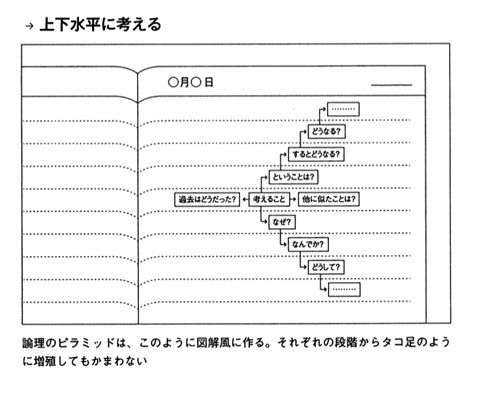 → 上下水平に考える
〇月〇日
………
どうなる？
するとどうなる？
ということは？
過去はどうだった？ 考えること 他に似たことは？
なぜ？
なんでか？
どうして？
………
論理のピラミッドは、このように図解風に作る。それぞれの段階からタコ足のよう
に増殖してもかまわない